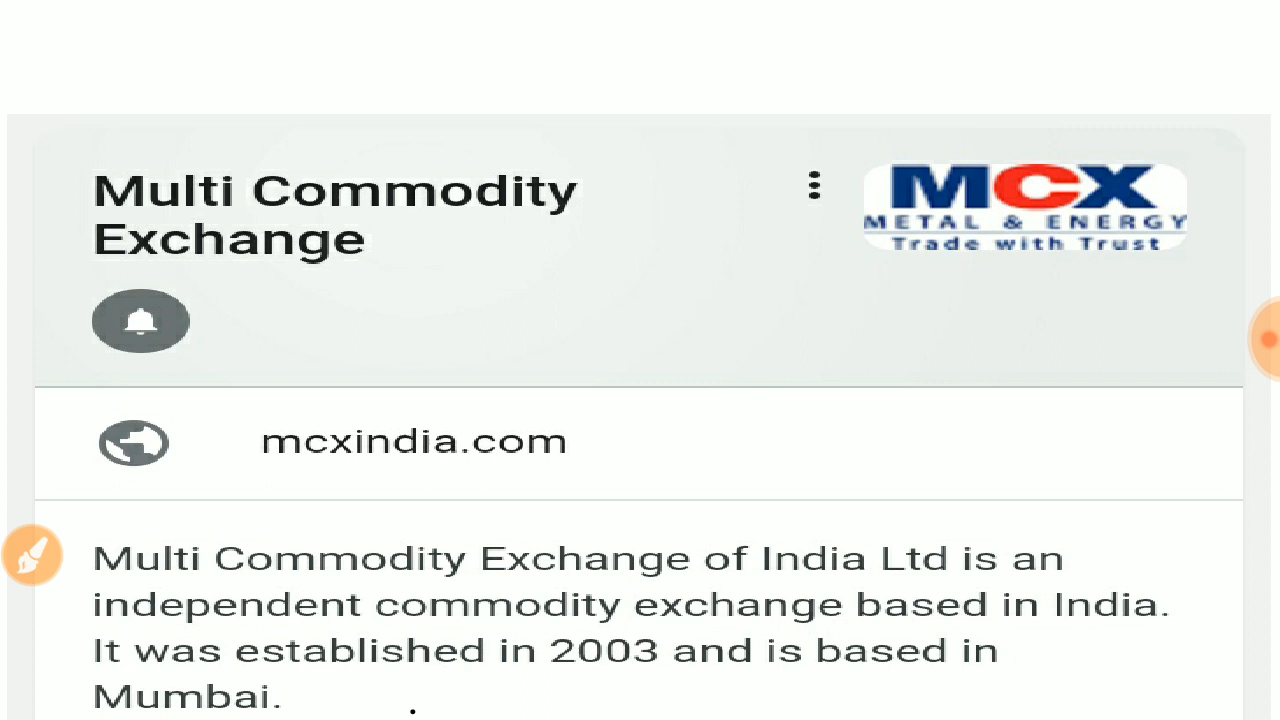 Multi Commodity
Exchange
MCX
METAL & ENERGY
Trade with Trust
mcxindia.com
Multi Commodity Exchange of India Ltd is an
independent commodity exchange based in India.
It was established in 2003 and is based in
Mumbai.